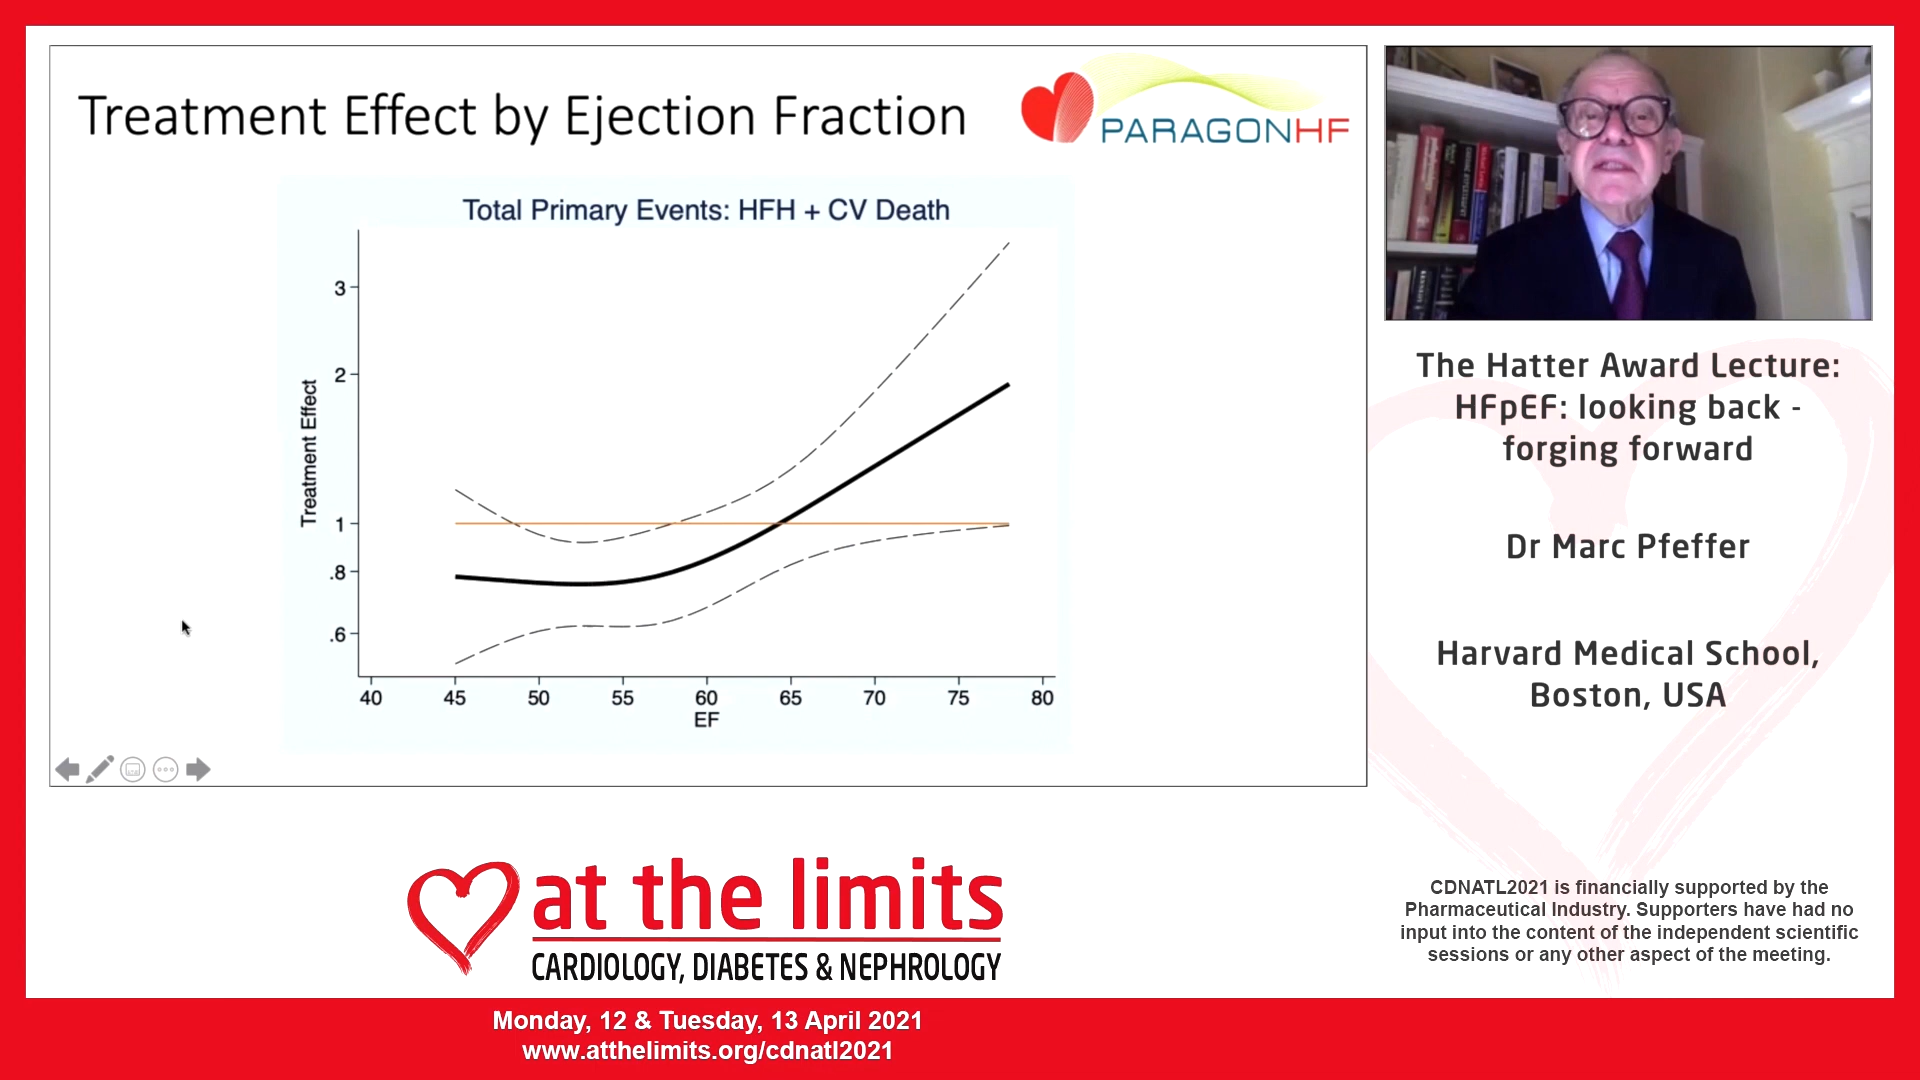 Treatment Effect by Ejection Fraction
PARAGONHF
Total Primary Events: HFH + CV Death
Treatment Effect
3
2
1
.8
.6
40 45 50 55 60 65 70 75 80
EF
The Hatter Award Lecture:
HFpEF: looking back -
forging forward
Dr Marc Pfeffer
Harvard Medical School,
Boston, USA
at the limits
CARDIOLOGY, DIABETES & NEPHROLOGY
CDNATL2021 is financially supported by the
Pharmaceutical Industry. Supporters have had no
input into the content of the independent scientific
sessions or any other aspect of the meeting.
Monday, 12 & Tuesday, 13 April 2021
www.atthelimits.org/cdnatl2021